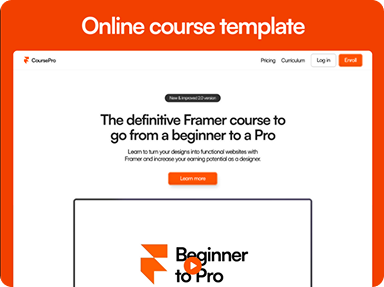 Online course template
CoursePro
Pricing
Curriculum
Log in
Enroll
New & improved 2.0 version
The definitive Framer course to
go from a beginner to a Pro
Learn to turn your designs into functional websites with
Framer and increase your earning potential as a designer.
Learn more
Beginner
to Pro